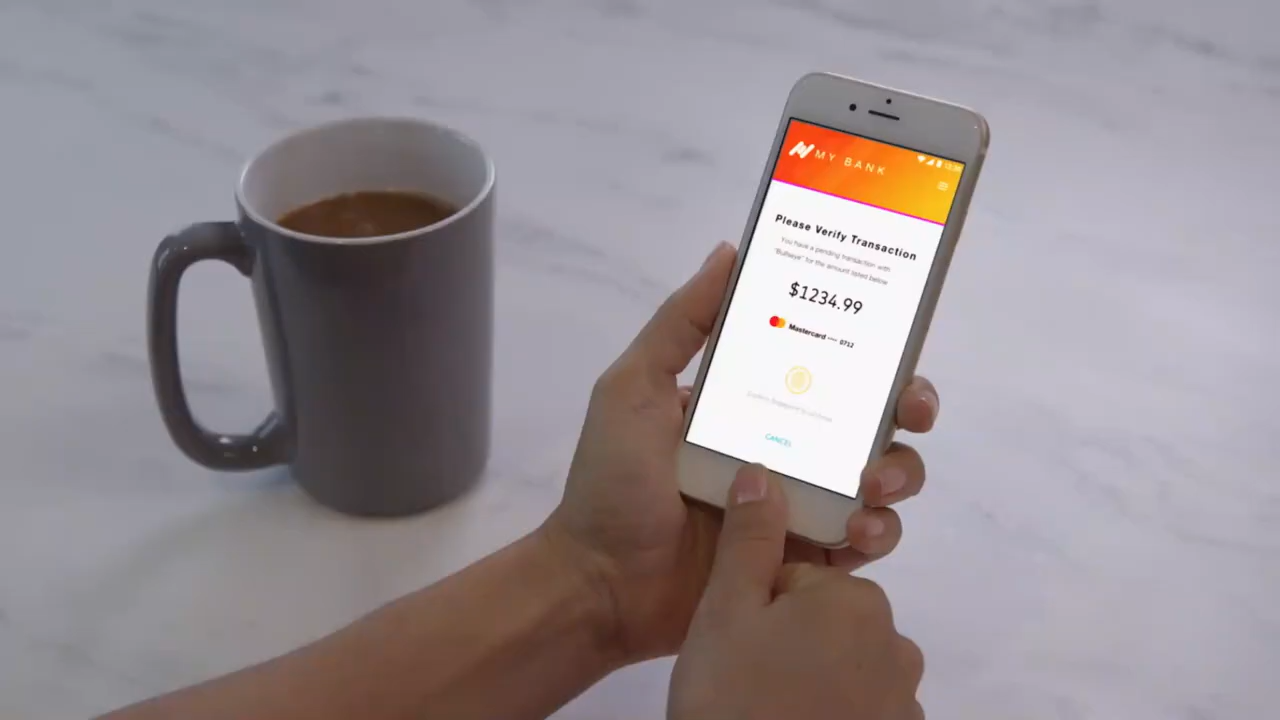 MY BANK
Please Verify Transaction
You have a pending transaction with
"Bullseye" for the amount listed below
$1234.99
Mastercard •••• 0712
CANCEL